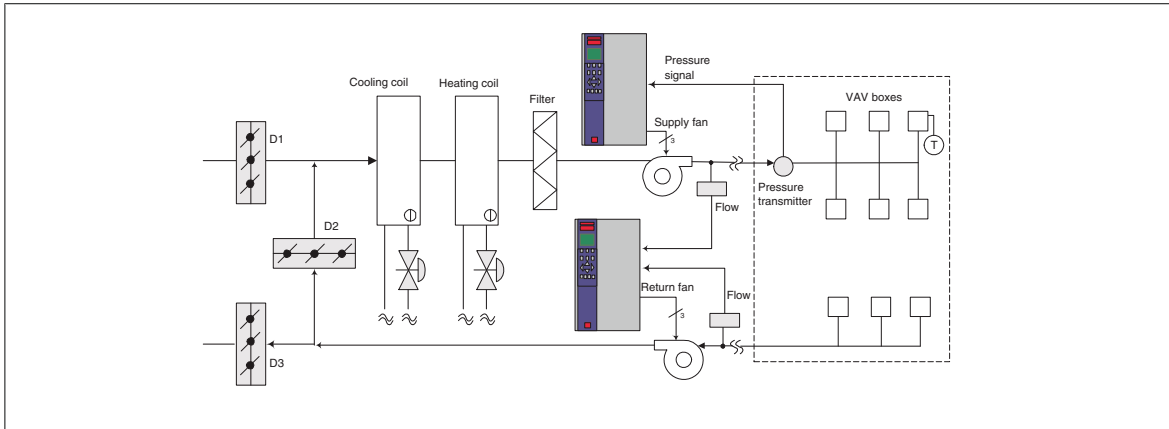 Cooling coil
Heating coil
Filter
Pressure
signal
VAV boxes
D1
Supply fan
3
T
Pressure
transmitter
Flow
D2
Return fan
3
Flow
D3